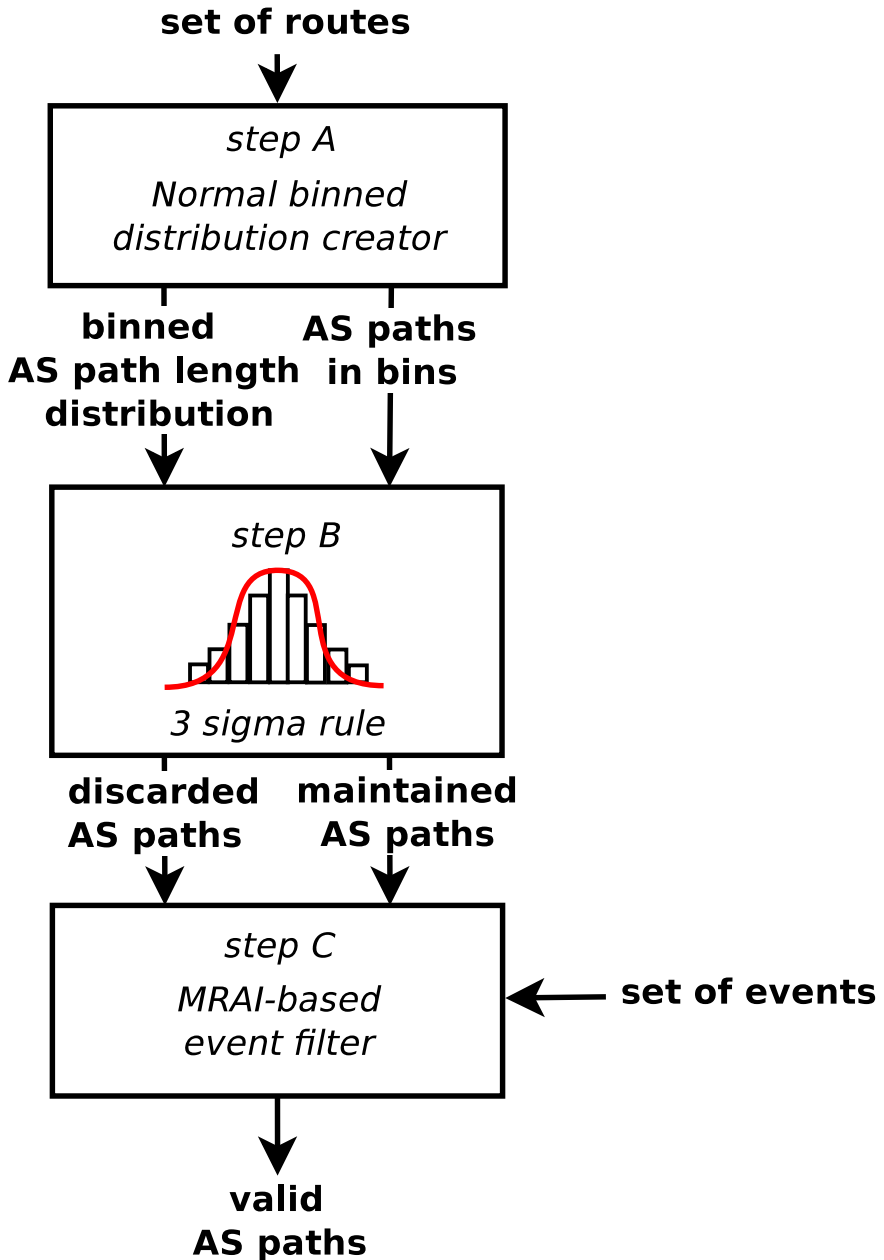 set of routes
step A
Normal binned
distribution creator
binned
AS path length
distribution
AS paths
in bins
step B
3 sigma rule
discarded
AS paths
maintained
AS paths
step C
MRAI-based
event filter
set of events
valid
AS paths